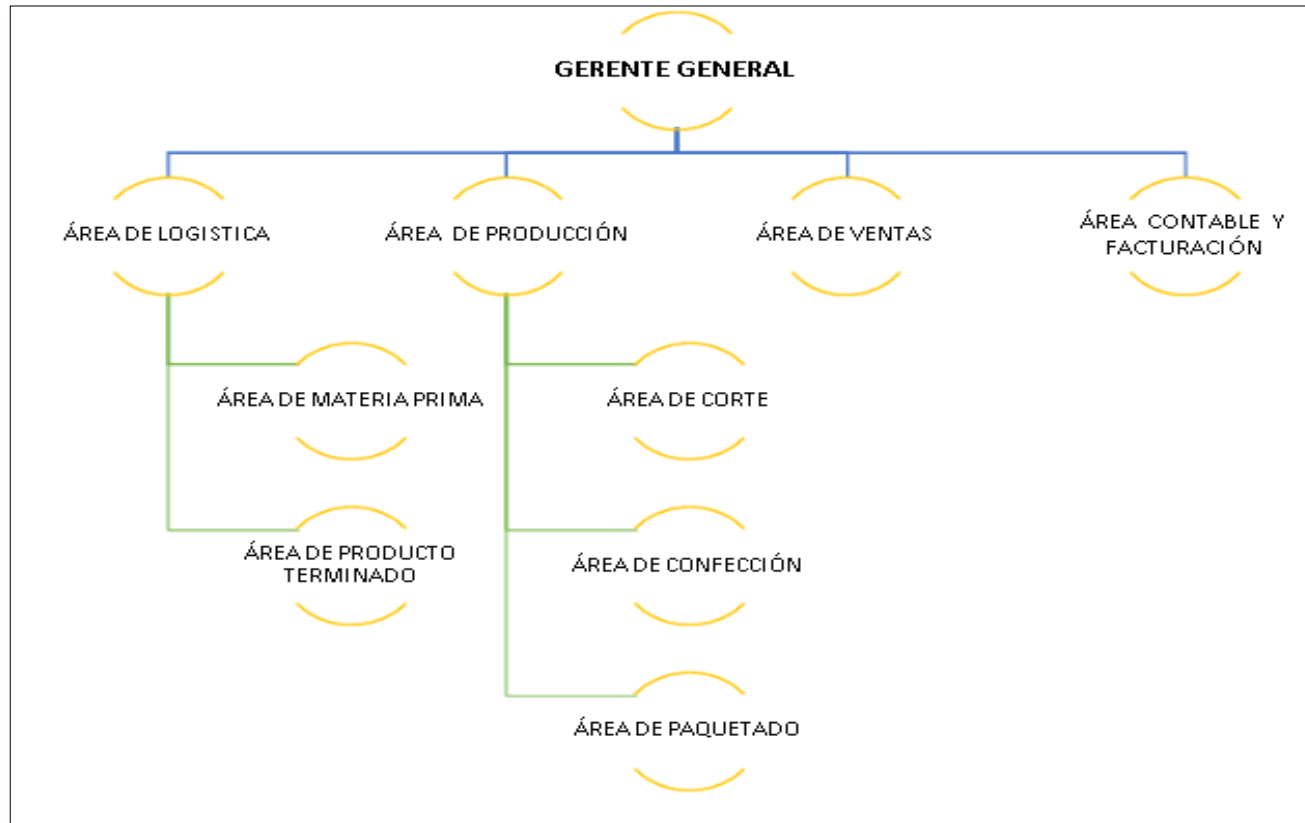 GERENTE GENERAL
ÁREA DE LOGISTICA
ÁREA DE PRODUCCIÓN
ÁREA DE VENTAS
ÁREA CONTABLE Y
FACTURACIÓN
ÁREA DE MATERIA PRIMA
ÁREA DE CORTE
ÁREA DE PRODUCTO
TERMINADO
ÁREA DE CONFECCIÓN
ÁREA DE PAQUETADO